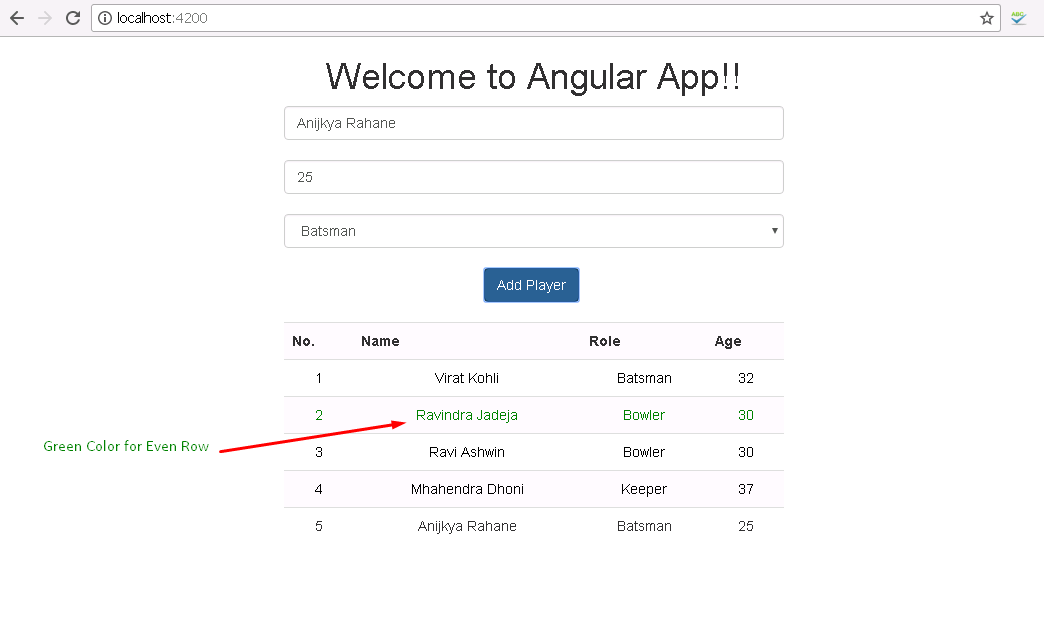 localhost:4200
ABC
Welcome to Angular App!!
Anijkya Rahane
25
Batsman
Add Player
No. Name Role Age
1 Virat Kohli Batsman 32
2 Ravindra Jadeja Bowler 30
Green Color for Even Row
3 Ravi Ashwin Bowler 30
4 Mhahendra Dhoni Keeper 37
5 Anijkya Rahane Batsman 25